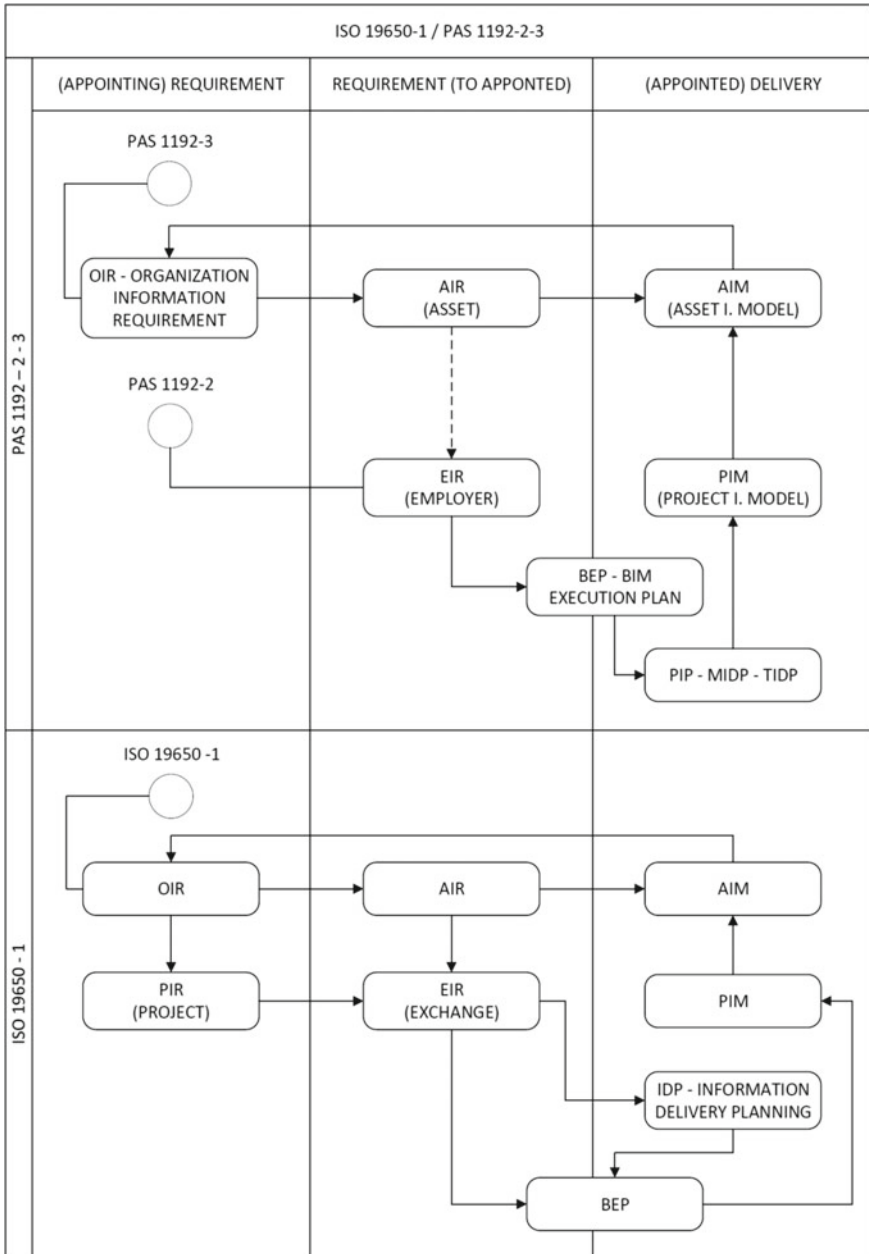 ISO 19650-1 / PAS 1192-2-3
(APPOINTING) REQUIREMENT
REQUIREMENT (TO APPONTED)
(APPOINTED) DELIVERY
PAS 1192 – 2 - 3
PAS 1192-3
OIR - ORGANIZATION
INFORMATION
REQUIREMENT
AIR
(ASSET)
AIM
(ASSET I. MODEL)
PAS 1192-2
EIR
(EMPLOYER)
PIM
(PROJECT I. MODEL)
BEP - BIM
EXECUTION PLAN
PIP - MIDP - TIDP
ISO 19650 - 1
ISO 19650 -1
OIR
AIR
AIM
PIR
(PROJECT)
EIR
(EXCHANGE)
PIM
IDP - INFORMATION
DELIVERY PLANNING
BEP